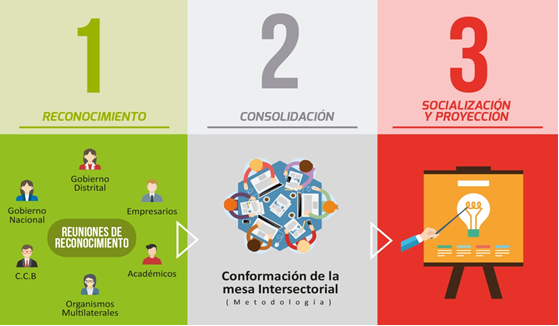 1
RECONOCIMIENTO
2
CONSOLIDACIÓN
3
SOCIALIZACIÓN
Y PROYECCIÓN
Gobierno
Distrital
Gobierno
Nacional
Empresarios
REUNIONES DE
RECONOCIMIENTO
C.C.B
Académicos
Organismos
Multilaterales
Conformación de la
mesa Intersectorial
(Metodología)